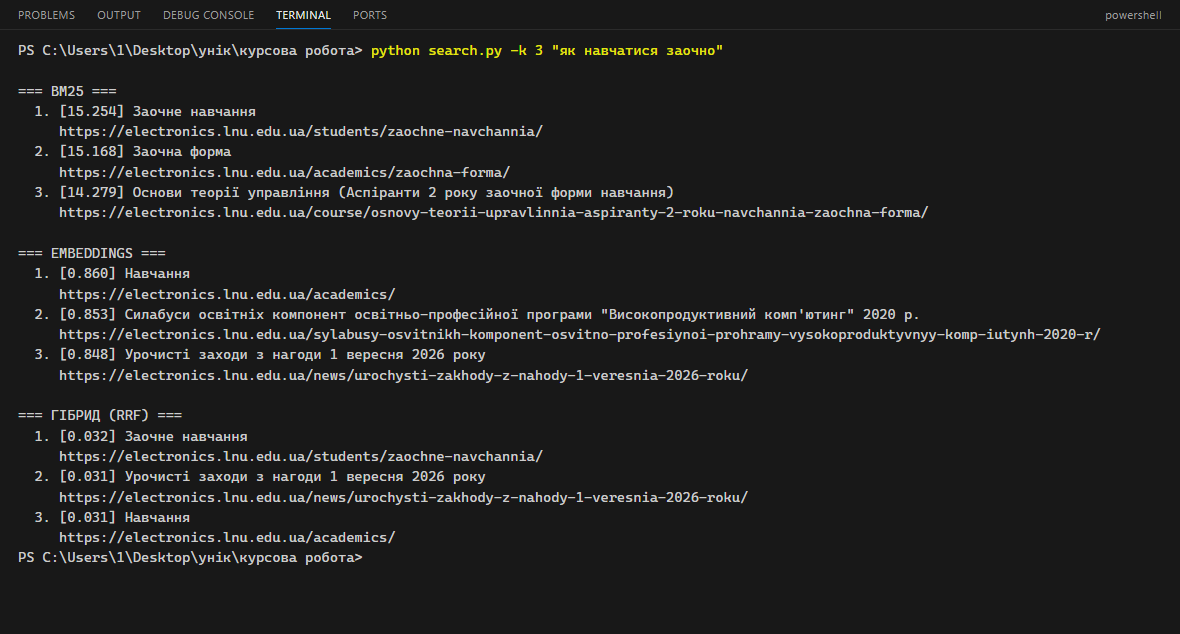 PROBLEMS OUTPUT DEBUG CONSOLE TERMINAL PORTS powershell
PS C:\Users\1\Desktop\унік\курсова робота> python search.py -k 3 "як навчатися заочно"
=== BM25 ===
1. [15.254] Заочне навчання
https://electronics.lnu.edu.ua/students/zaochne-navchannia/
2. [15.168] Заочна форма
https://electronics.lnu.edu.ua/academics/zaochna-forma/
3. [14.279] Основи теорії управління (Аспіранти 2 року заочної форми навчання)
https://electronics.lnu.edu.ua/course/osnovy-teorii-upravlinnia-aspiranty-2-roku-navchannia-zaochna-forma/
=== EMBEDDINGS ===
1. [0.860] Навчання
https://electronics.lnu.edu.ua/academics/
2. [0.853] Силабуси освітніх компонент освітньо-професійної програми "Високопродуктивний комп'ютинг" 2020 р.
https://electronics.lnu.edu.ua/sylabusy-osvitnikh-komponent-osvitno-profesiynoi-prohramy-vysokoproduktyvnyy-komp-iutynh-2020-r/
3. [0.848] Урочисті заходи з нагоди 1 вересня 2026 року
https://electronics.lnu.edu.ua/news/urochysti-zakhody-z-nahody-1-veresnia-2026-roku/
=== ГІБРИД (RRF) ===
1. [0.032] Заочне навчання
https://electronics.lnu.edu.ua/students/zaochne-navchannia/
2. [0.031] Урочисті заходи з нагоди 1 вересня 2026 року
https://electronics.lnu.edu.ua/news/urochysti-zakhody-z-nahody-1-veresnia-2026-roku/
3. [0.031] Навчання
https://electronics.lnu.edu.ua/academics/
PS C:\Users\1\Desktop\унік\курсова робота>